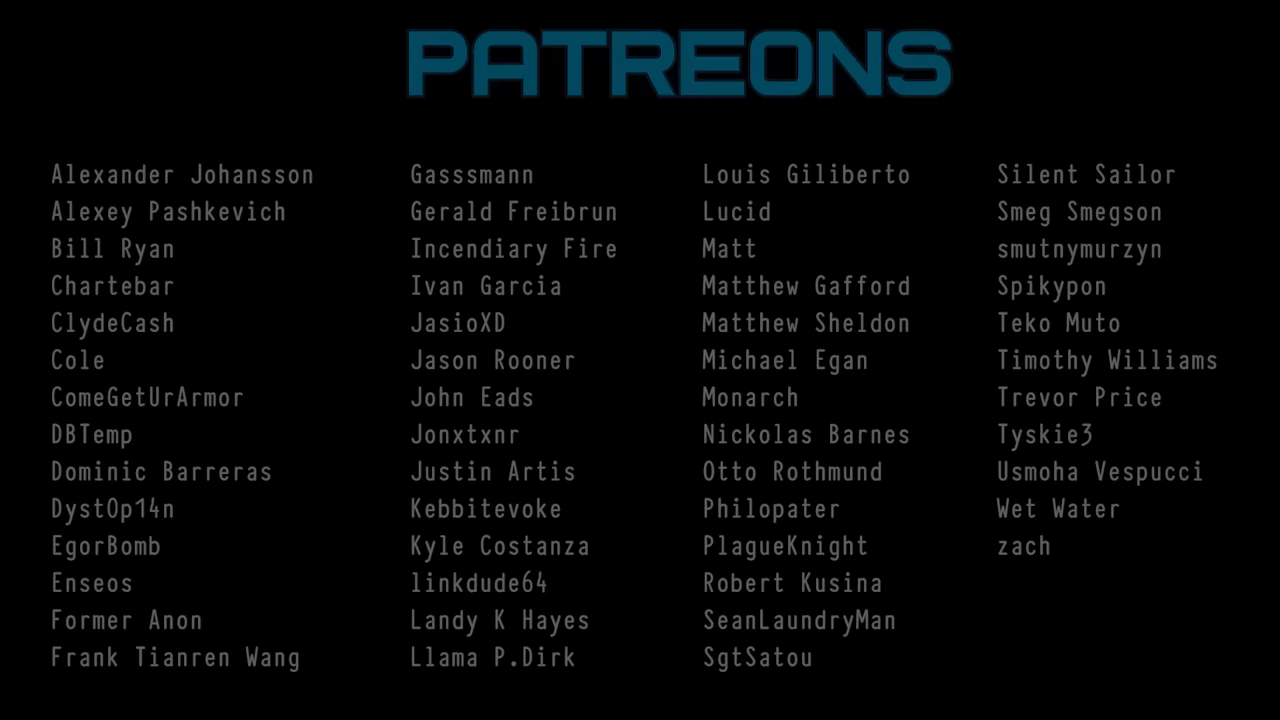 PATREONS
Alexander Johansson
Alexey Pashkevich
Bill Ryan
Chartebar
ClydeCash
Cole
ComeGetUrArmor
DBTemp
Dominic Barreras
DystOp14n
EgorBomb
Enseos
Former Anon
Frank Tianren Wang
Gasssmann
Gerald Freibrun
Incendiary Fire
Ivan Garcia
JasioXD
Jason Rooner
John Eads
Jonxtxnr
Justin Artis
Kebbitevoke
Kyle Costanza
linkdude64
Landy K Hayes
Llama P.Dirk
Louis Giliberto
Lucid
Matt
Matthew Gafford
Matthew Sheldon
Michael Egan
Monarch
Nickolas Barnes
Otto Rothmund
Philopater
PlagueKnight
Robert Kusina
SeanLaundryMan
SgtSatou
Silent Sailor
Smeg Smegson
smutnymurzyn
Spikypon
Teko Muto
Timothy Williams
Trevor Price
Tyskie3
Usmoha Vespucci
Wet Water
zach